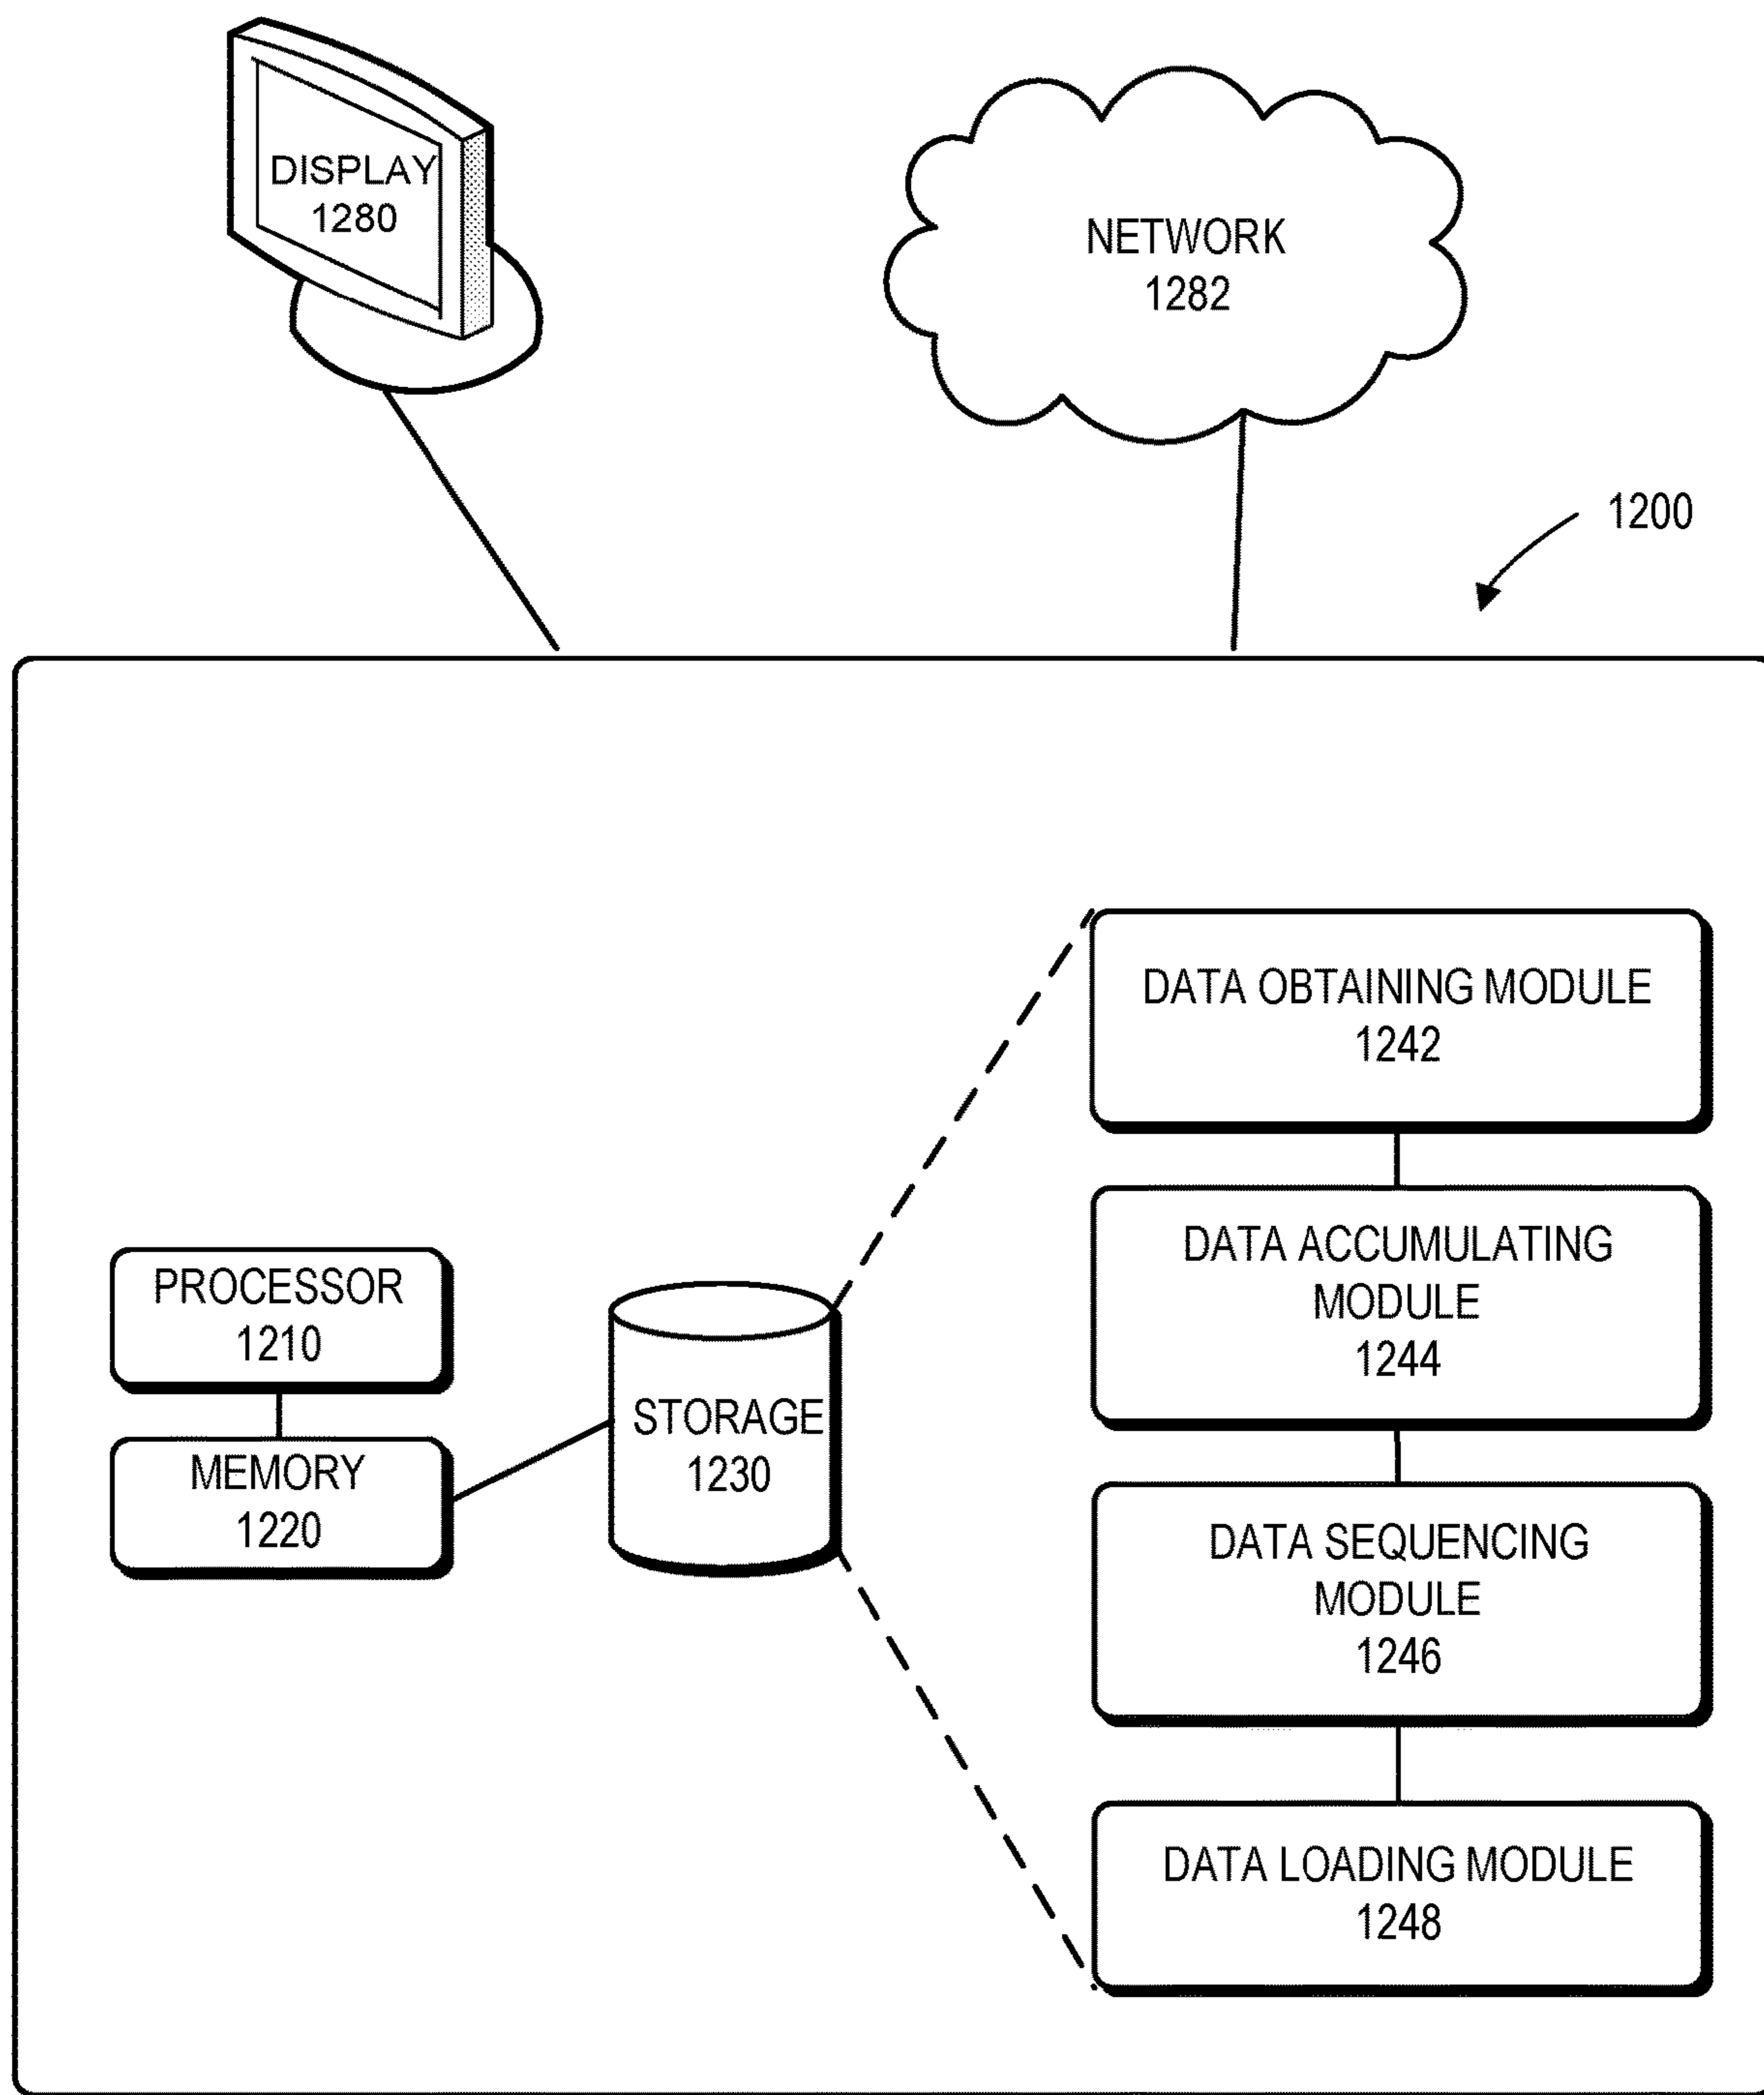 DISPLAY
1280
NETWORK
1282
1200
DATA OBTAINING MODULE
1242
DATA ACCUMULATING
MODULE
1244
PROCESSOR
1210
MEMORY
1220
STORAGE
1230
DATA SEQUENCING
MODULE
1246
DATA LOADING MODULE
1248